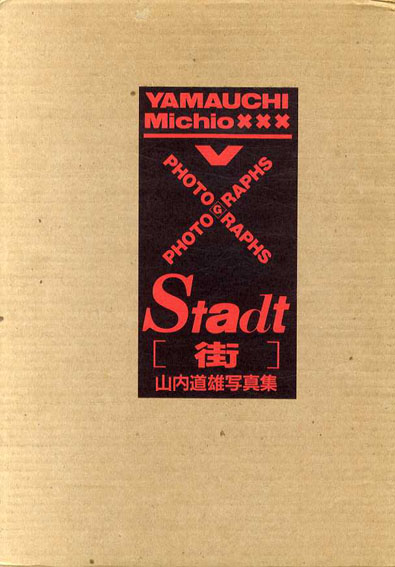 YAMAUCHI
Michio×××
PHOTOGRAPHS
PHOTOGRAPHS
Stadt
[街]
山内道雄写真集